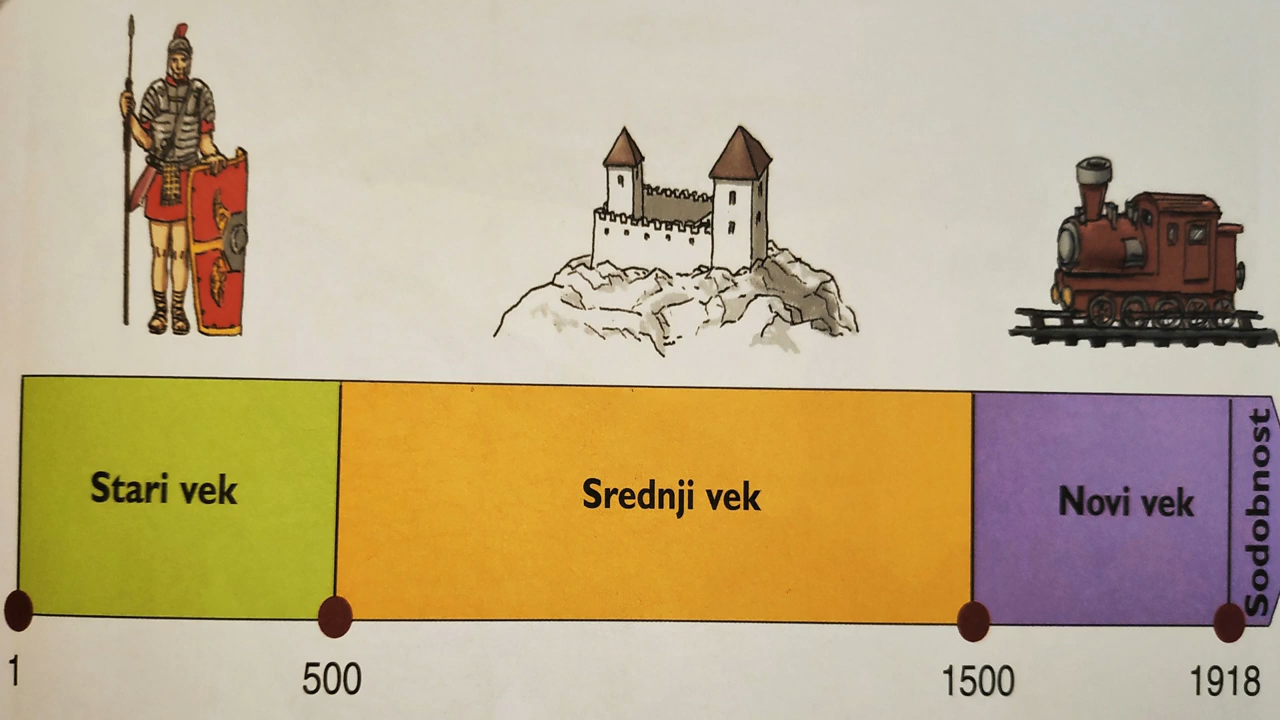 Stari vek
Srednji vek
Novi vek
Sodobnost
1
500
1500
1918